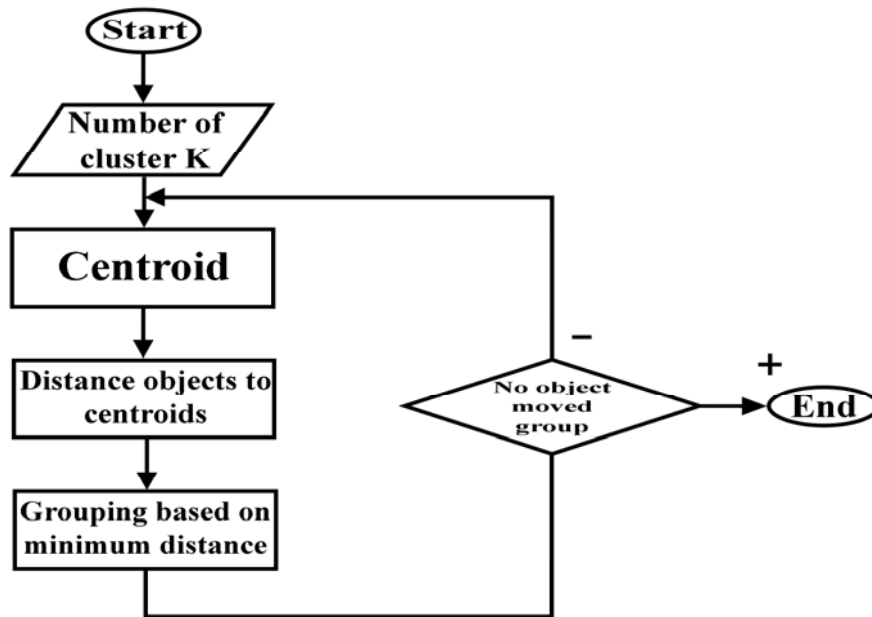 Start
Number of
cluster K
Centroid
Distance objects to
centroids
Grouping based on
minimum distance
No object
moved
group
−
+
End